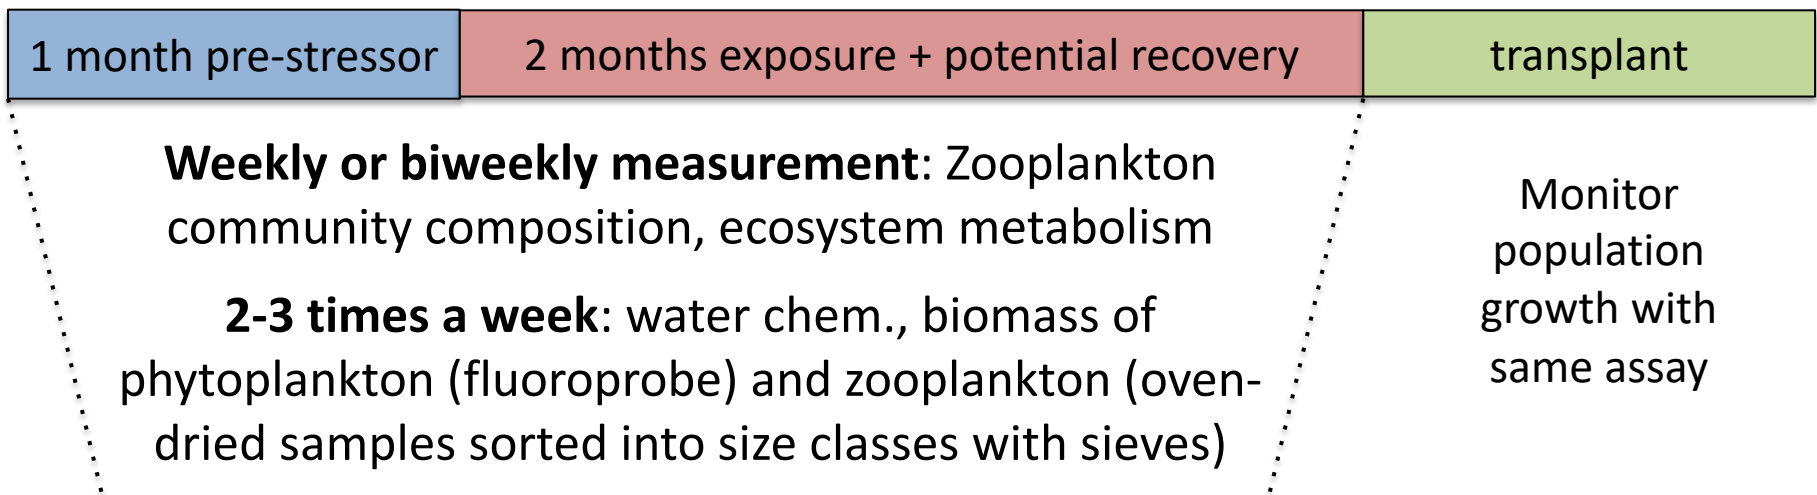 1 month pre-stressor
2 months exposure + potential recovery
transplant
Weekly or biweekly measurement: Zooplankton
community composition, ecosystem metabolism
2-3 times a week: water chem., biomass of
phytoplankton (fluoroprobe) and zooplankton (oven-
dried samples sorted into size classes with sieves)
Monitor
population
growth with
same assay